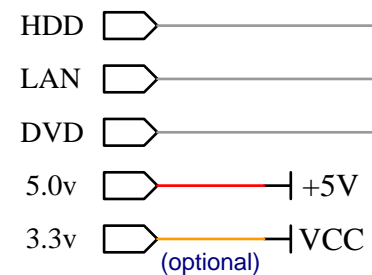 HDD
LAN
DVD
5.0v +5V
3.3v VCC
(optional)